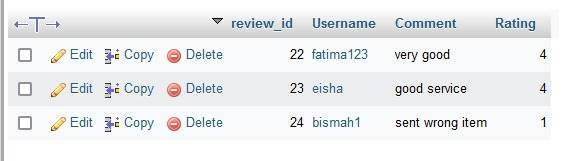 ←T→ review_id Username Comment Rating
Edit Copy Delete 22 fatima123 very good 4
Edit Copy Delete 23 eisha good service 4
Edit Copy Delete 24 bismah1 sent wrong item 1